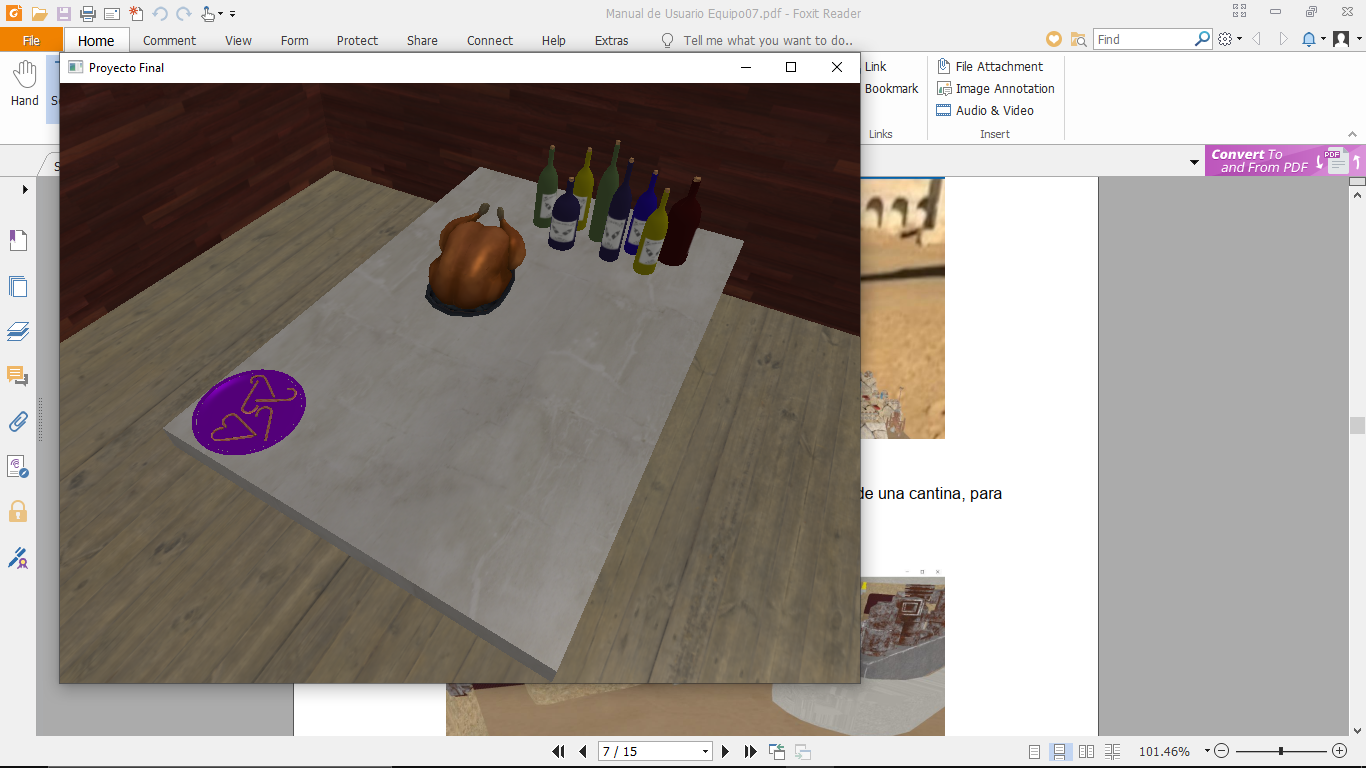 Manual de Usuario Equipo07.pdf - Foxit Reader
File Home Comment View Form Protect Share Connect Help Extras Tell me what you want to do.. Find
Proyecto Final
Hand
Link
Bookmark
Links
File Attachment
Image Annotation
Audio & Video
Insert
Convert To
and From PDF
PDF
de una cantina, para
7 / 15
101.46%